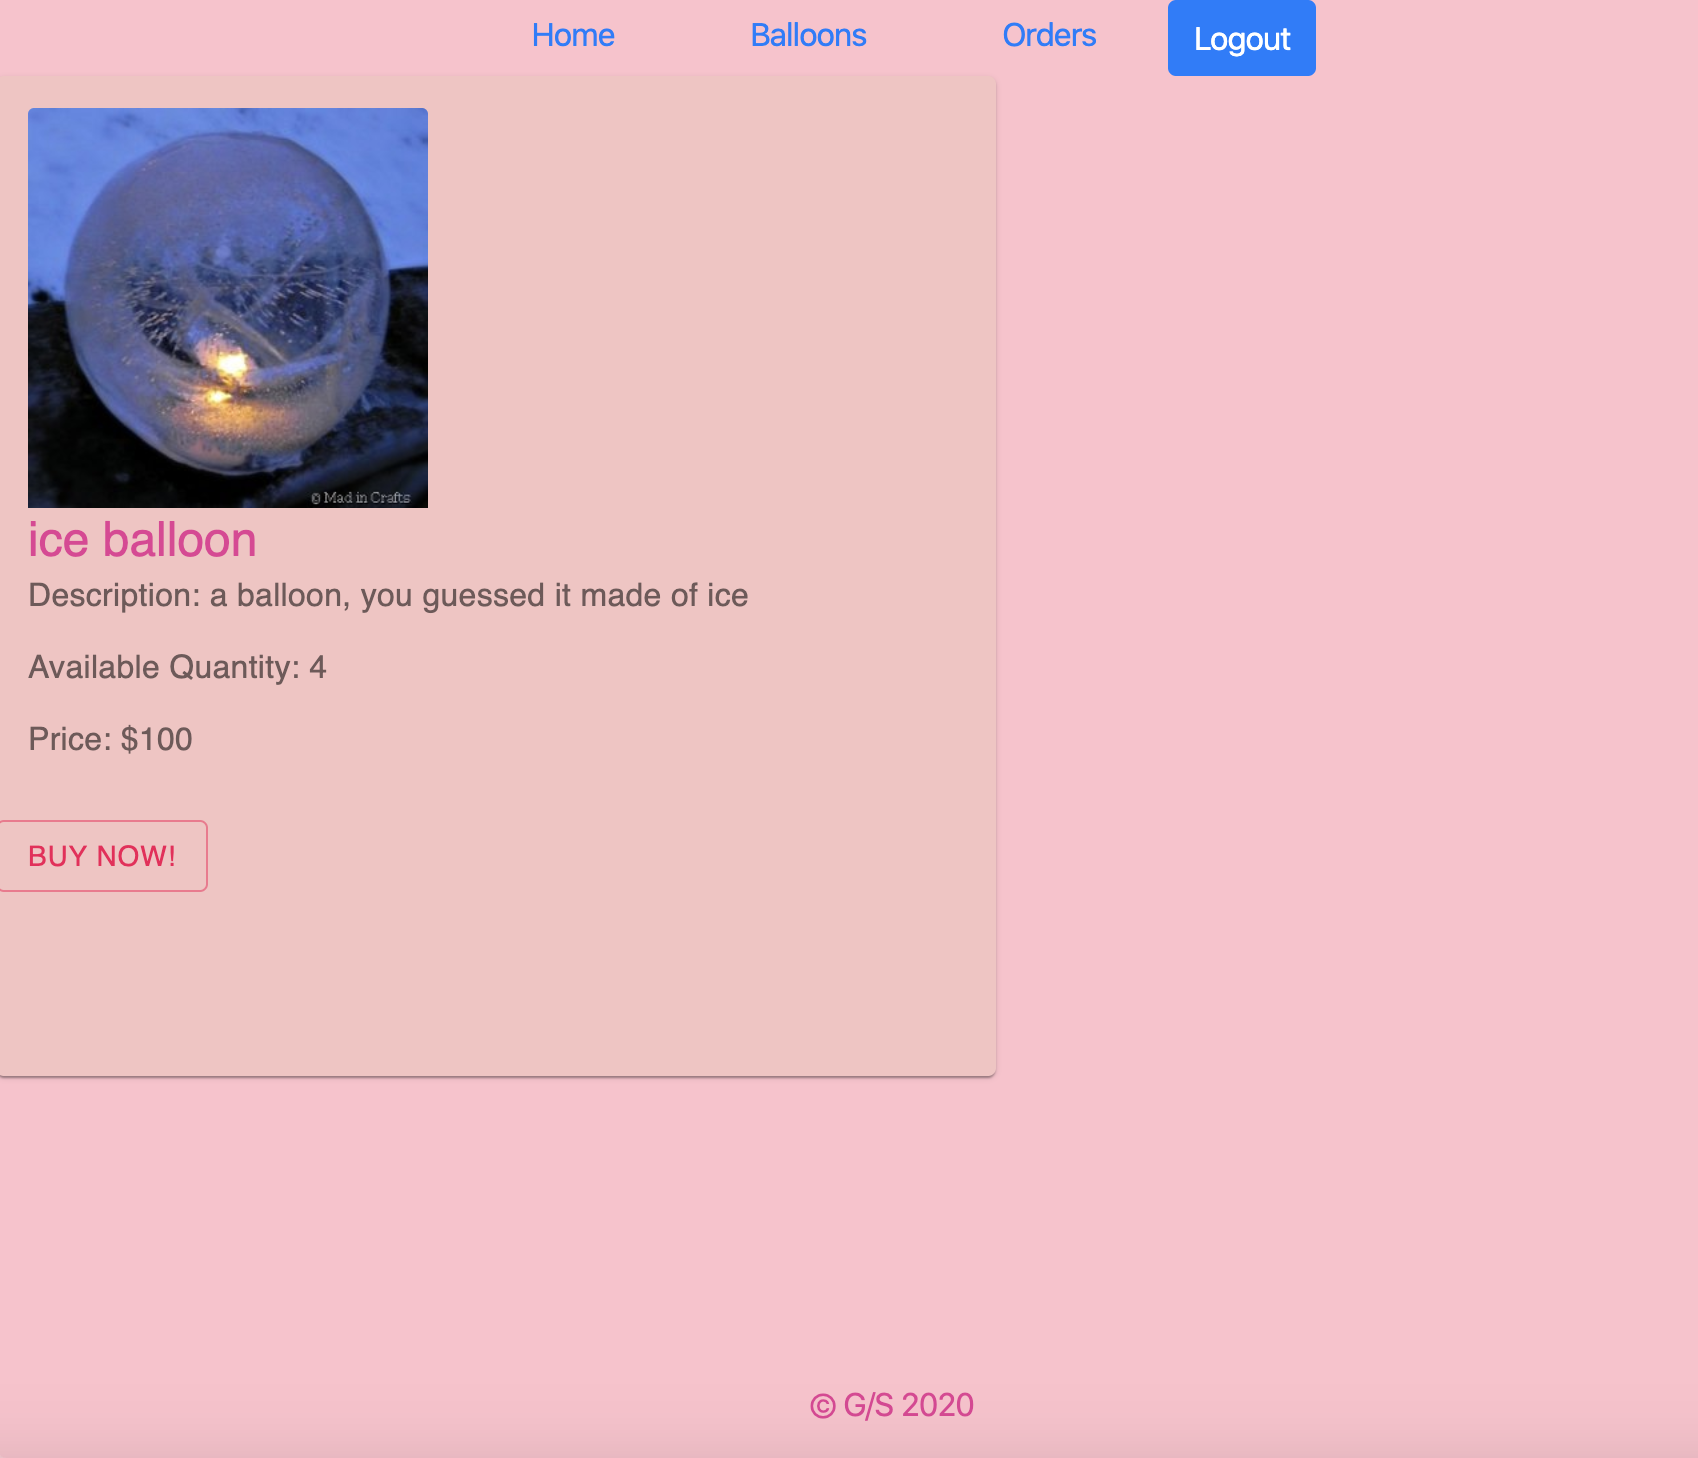 Home Balloons Orders Logout
© Mad in Crafts
ice balloon
Description: a balloon, you guessed it made of ice
Available Quantity: 4
Price: $100
BUY NOW!
© G/S 2020